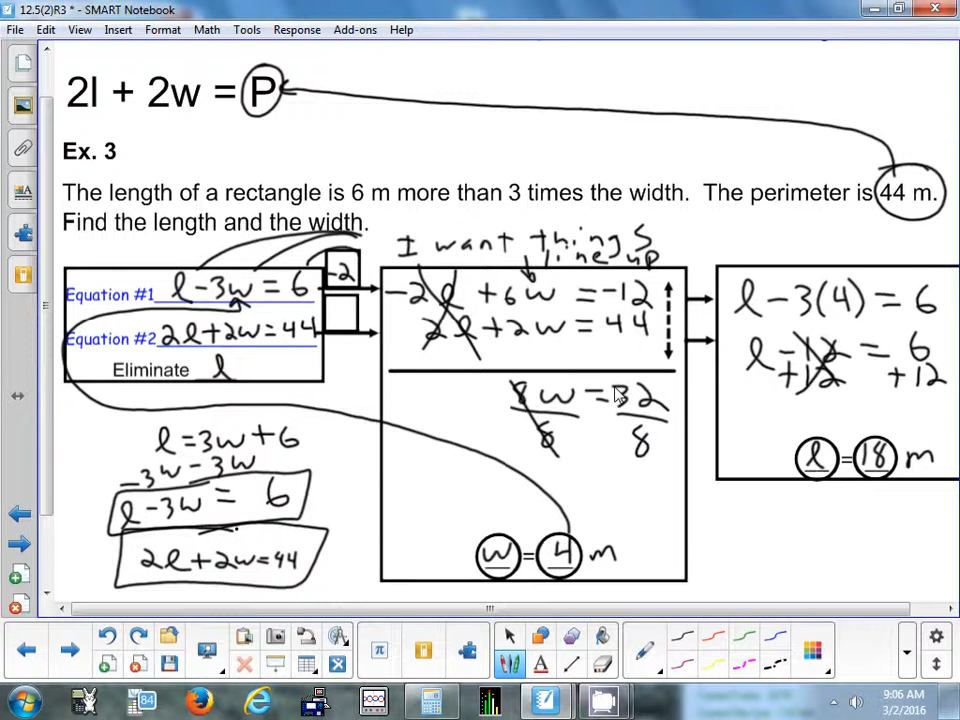 12.5(2)R3 * - SMART Notebook
File Edit View Insert Format Math Tools Response Add-ons Help
2l + 2w = P
Ex. 3
The length of a rectangle is 6 m more than 3 times the width. The perimeter is 44 m.
Find the length and the width.
I want things
line up
Equation #1 l - 3w = 6
-2
Equation #2 2l + 2w = 44
Eliminate l
l = 3w + 6
-3w -3w
l - 3w = 6
2l + 2w = 44
-2l + 6w = -12
2l + 2w = 44
8w = 32
8 8
w = 4 m
l - 3(4) = 6
l - 12 = 6
+12 +12
l = 18 m
π
A
84
9:06 AM
3/2/2016